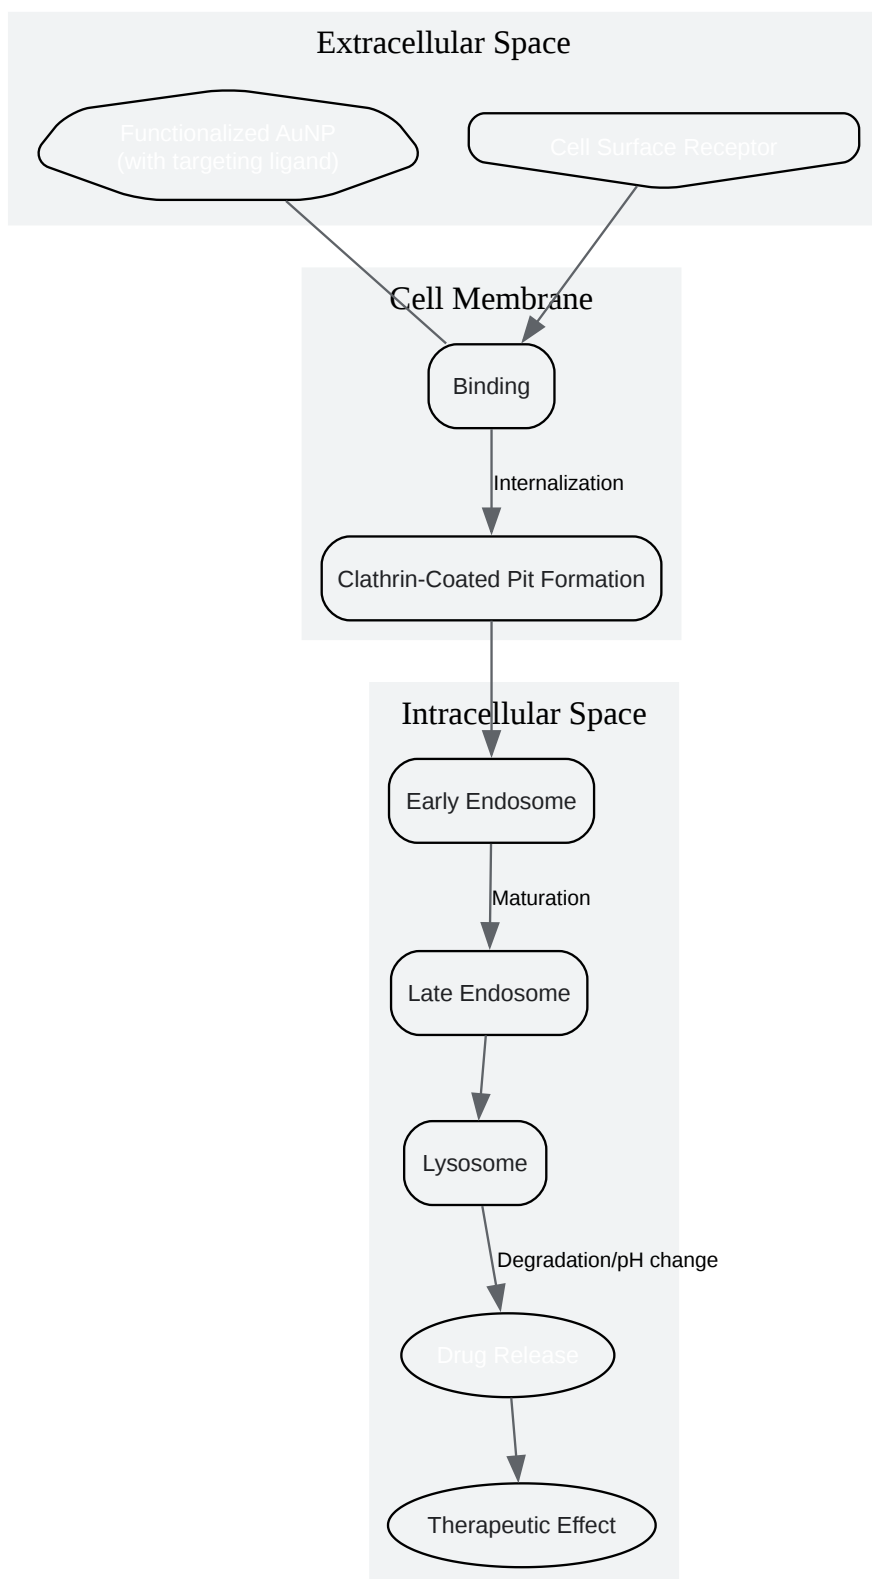 Extracellular Space
Functionalized AuNP
(with targeting ligand)
Cell Surface Receptor
Cell Membrane
Binding
Internalization
Clathrin-Coated Pit Formation
Intracellular Space
Early Endosome
Maturation
Late Endosome
Lysosome
Degradation/pH change
Drug Release
Therapeutic Effect